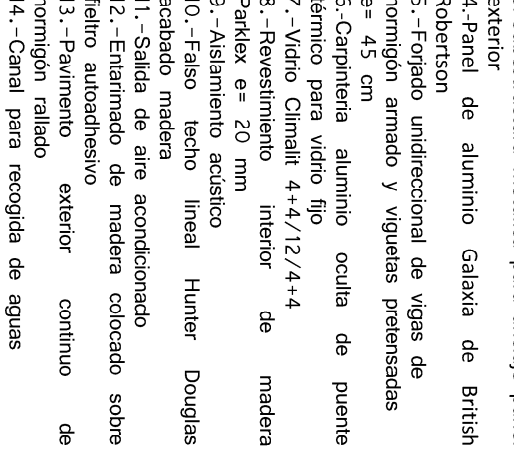 exterior
4.-Panel de aluminio Galaxia de British
Robertson
5.-Forjado unidireccional de vigas de
hormigón armado y viguetas pretensadas
e= 45 cm
6.-Carpinteria aluminio oculta de puente
térmico para vidrio fijo
7.-Vidrio Climalit 4+4/12/4+4
8.-Revestimiento interior de madera
Parklex e= 20 mm
9.-Aislamiento acústico
10.-Falso techo lineal Hunter Douglas
acabado madera
11.-Salida de aire acondicionado
12.-Entarimado de madera colocado sobre
fieltro autoadhesivo
13.-Pavimento exterior continuo de
hormigón rallado
14.-Canal para recogida de aguas